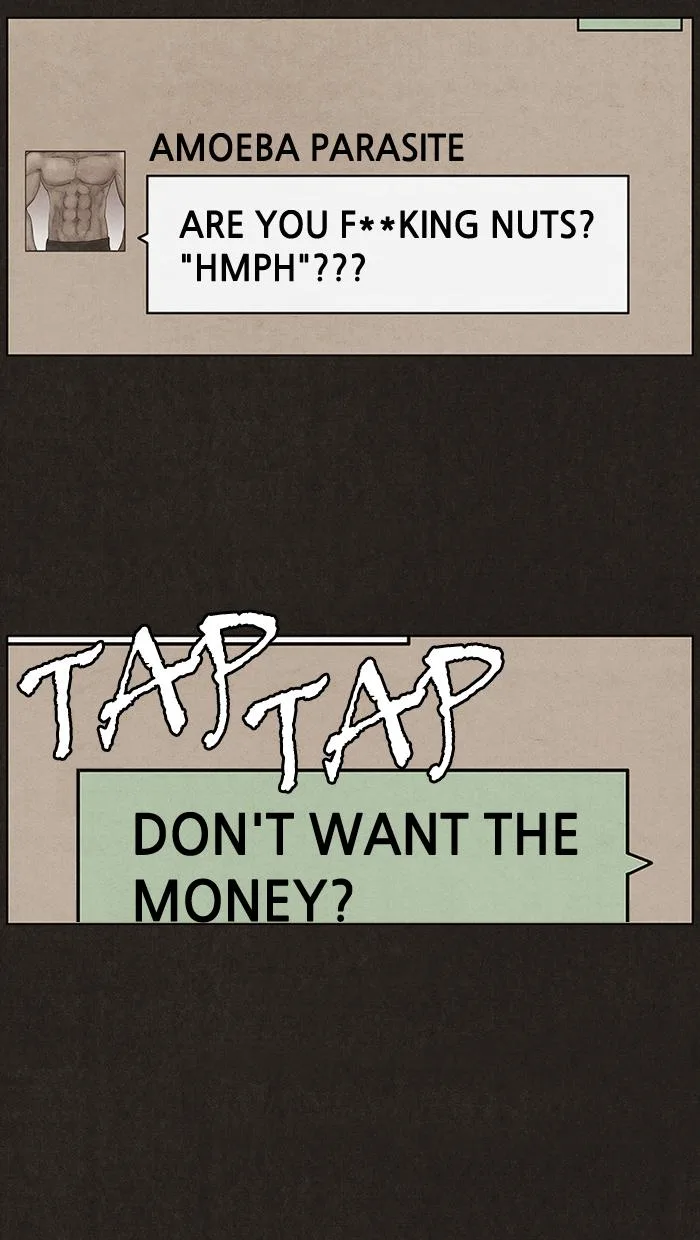 AMOEBA PARASITE
ARE YOU F**KING NUTS?
"HMPH"???
TAP
TAP
DON'T WANT THE
MONEY?